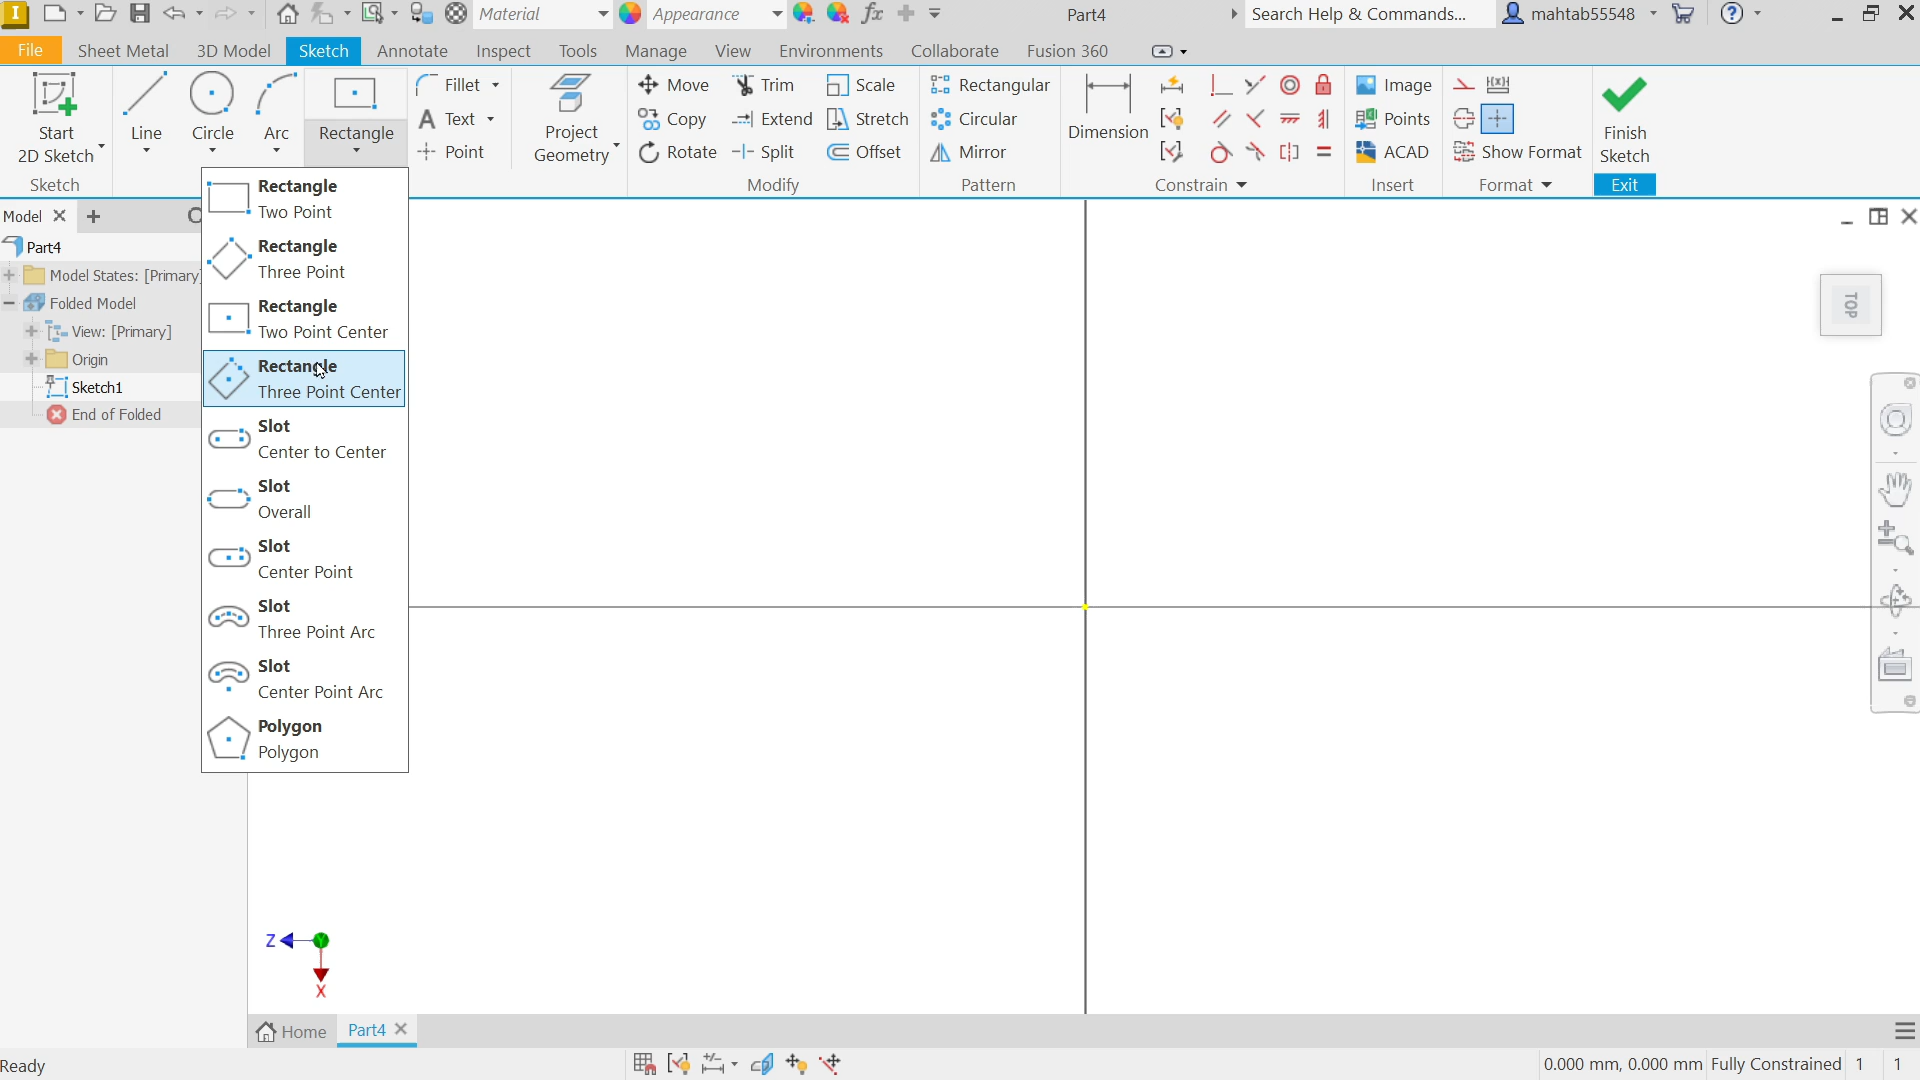 Material
Appearance
Part4
Search Help & Commands...
mahtab55548
File
Sheet Metal
3D Model
Sketch
Annotate
Inspect
Tools
Manage
View
Environments
Collaborate
Fusion 360
Start
2D Sketch
Line
Circle
Arc
Rectangle
Fillet
Text
Point
Project
Geometry
Move
Copy
Rotate
Trim
Extend
Split
Scale
Stretch
Offset
Rectangular
Circular
Mirror
Dimension
Image
Points
ACAD
Show Format
Finish
Sketch
Sketch
Modify
Pattern
Constrain
Insert
Format
Exit
Model
Part4
Model States: [Primary]
Folded Model
View: [Primary]
Origin
Sketch1
End of Folded
Rectangle
Two Point
Rectangle
Three Point
Rectangle
Two Point Center
Rectangle
Three Point Center
Slot
Center to Center
Slot
Overall
Slot
Center Point
Slot
Three Point Arc
Slot
Center Point Arc
Polygon
Polygon
TOP
Z
Y
X
Home
Part4
Ready
0.000 mm, 0.000 mm
Fully Constrained
1
1